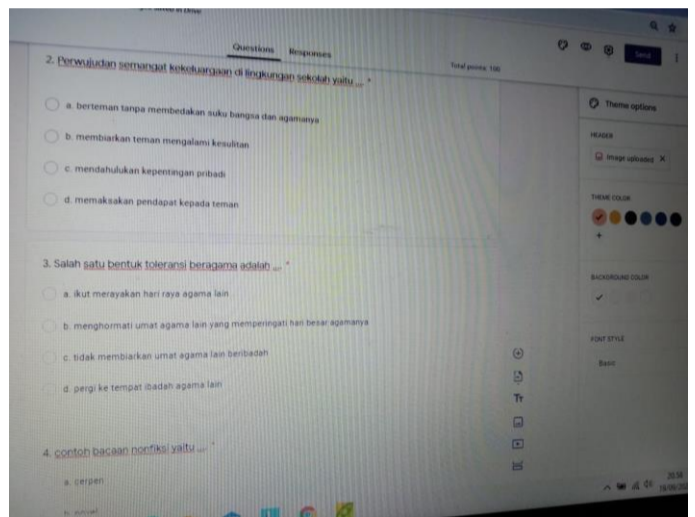 Questions Responses
Total points: 100
Send
2. Perwujudan semangat kekeluargaan di lingkungan sekolah yaitu ... *
a. berteman tanpa membedakan suku bangsa dan agamanya
b. membiarkan teman mengalami kesulitan
c. mendahulukan kepentingan pribadi
d. memaksakan pendapat kepada teman
3. Salah satu bentuk toleransi beragama adalah ... *
a. ikut merayakan hari raya agama lain
b. menghormati umat agama lain yang memperingati hari besar agamanya
c. tidak membiarkan umat agama lain beribadah
d. pergi ke tempat ibadah agama lain
4. contoh bacaan nonfiksi yaitu ... *
a. cerpen
Theme options
HEADER
Image uploaded X
THEME COLOR
+
BACKGROUND COLOR
FONT STYLE
Basic
Tr
20.58